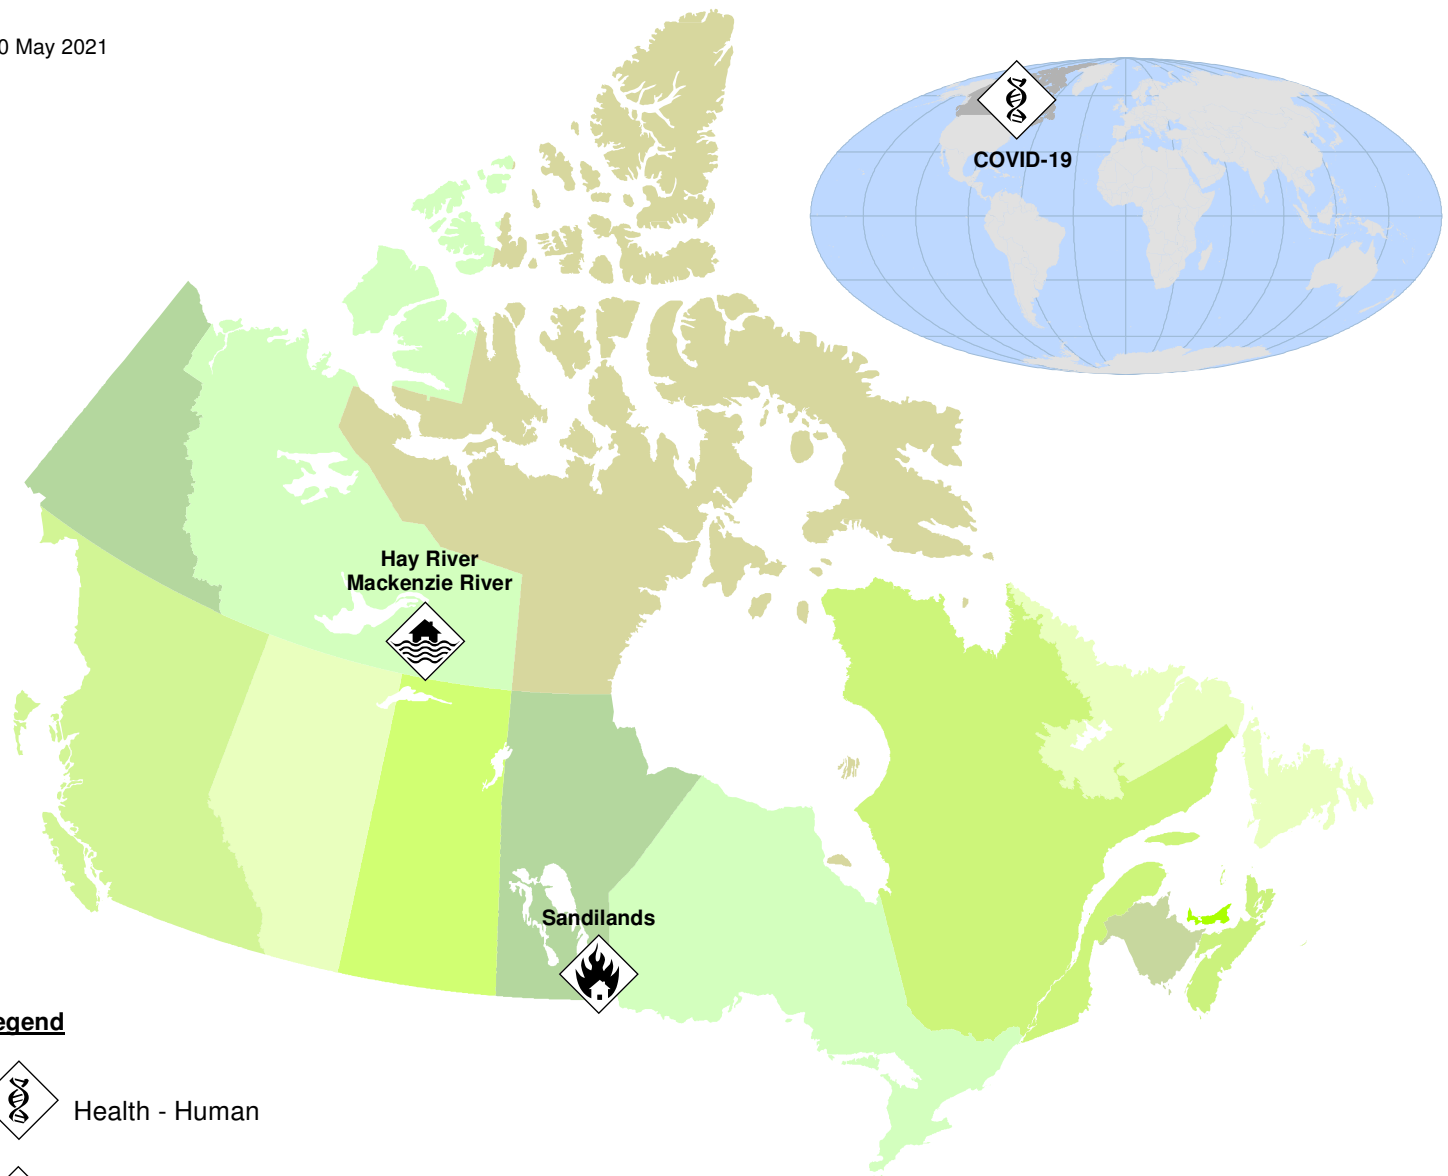 0 May 2021
COVID-19
Hay River
Mackenzie River
Sandilands
egend
Health - Human